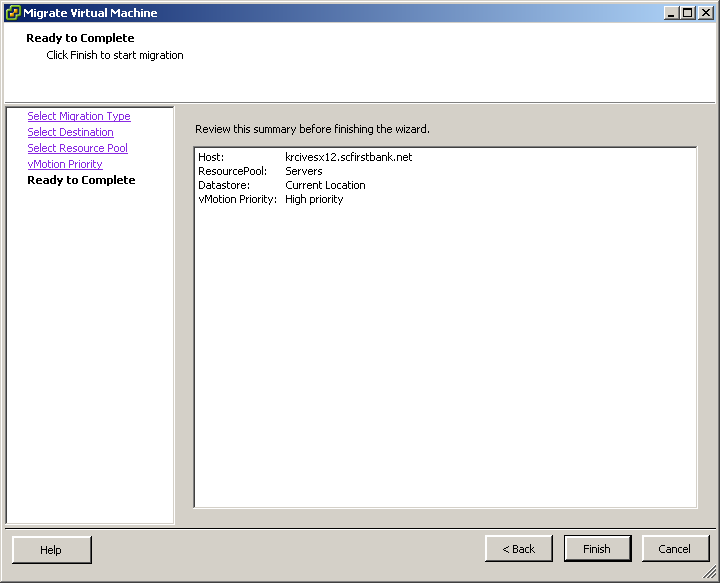 Migrate Virtual Machine
Ready to Complete
Click Finish to start migration
Select Migration Type
Select Destination
Select Resource Pool
vMotion Priority
Ready to Complete
Review this summary before finishing the wizard.
Host: krcivesx12.scfirstbank.net
ResourcePool: Servers
Datastore: Current Location
vMotion Priority: High priority
Help
< Back
Finish
Cancel